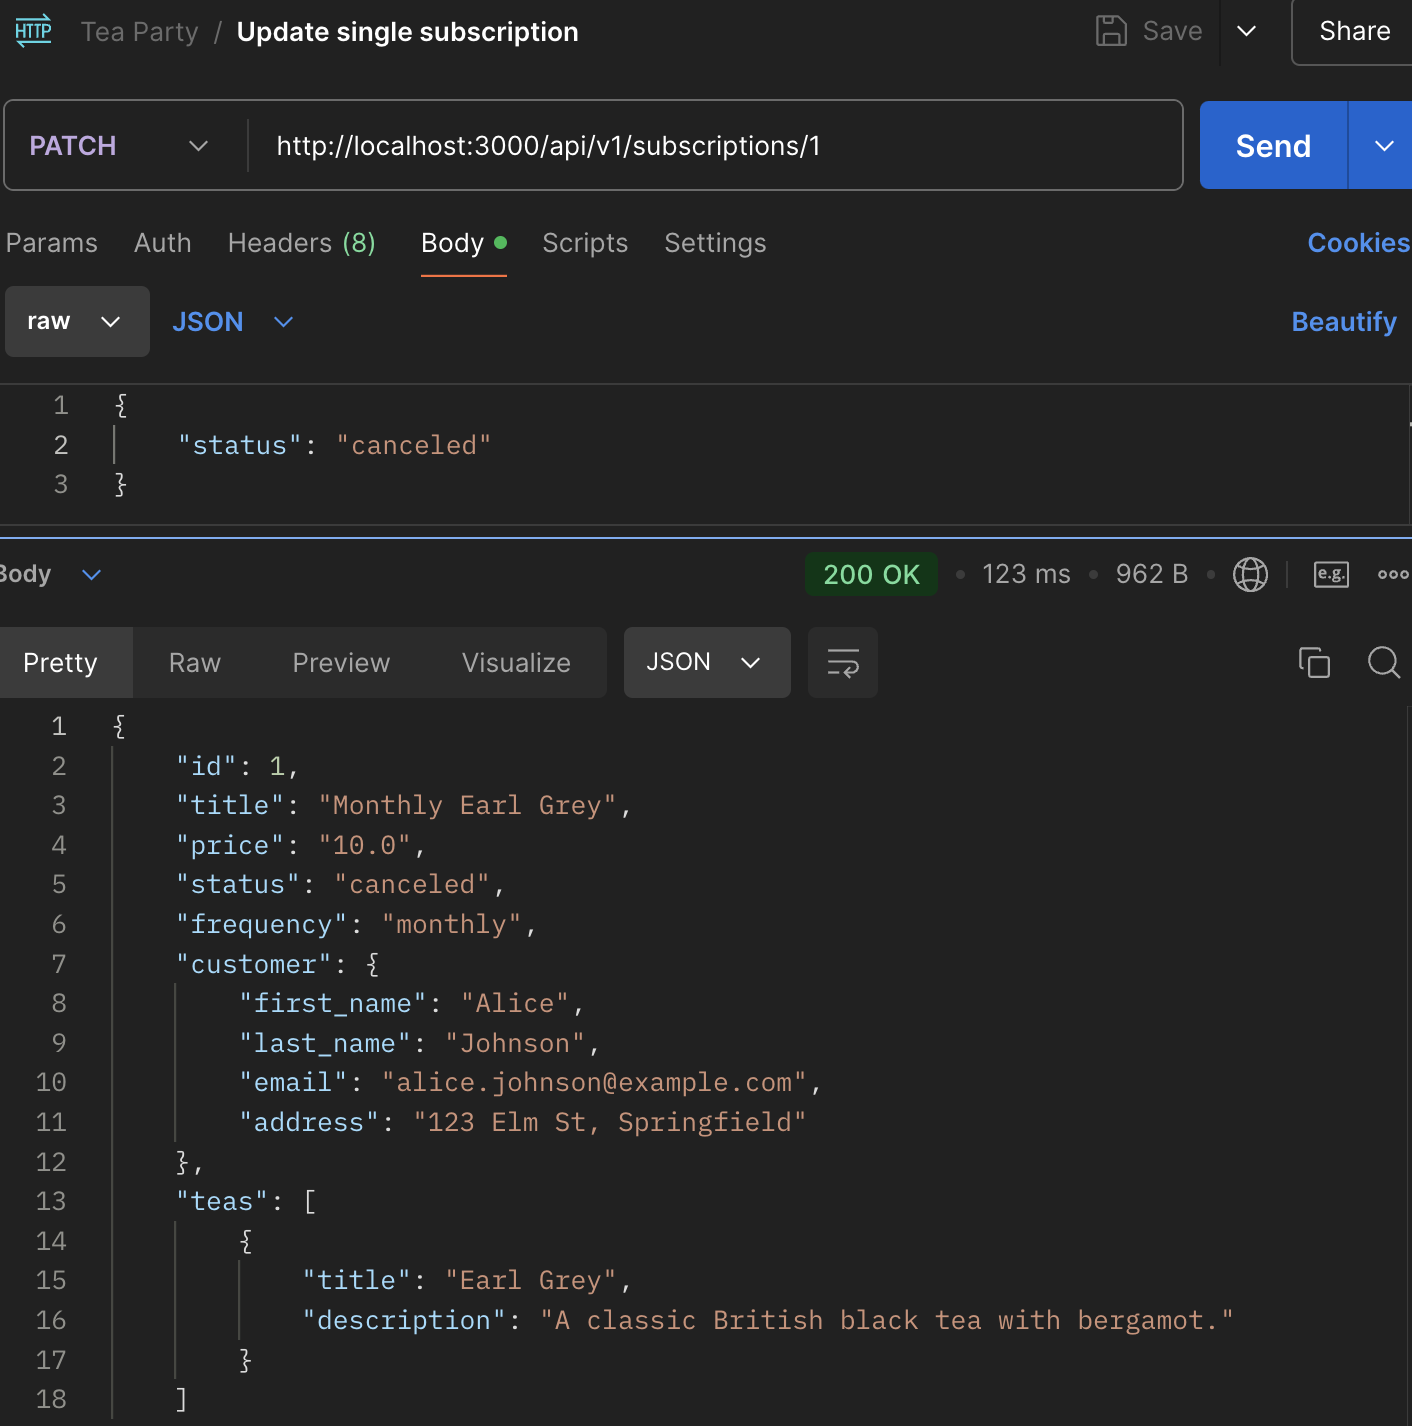 HTTP Tea Party / Update single subscription Save Share
PATCH http://localhost:3000/api/v1/subscriptions/1 Send
Params Auth Headers (8) Body Scripts Settings Cookies
raw JSON Beautify
1 {
2 "status": "canceled"
3 }
Body 200 OK • 123 ms • 962 B • e.g.
Pretty Raw Preview Visualize JSON
1 {
2 "id": 1,
3 "title": "Monthly Earl Grey",
4 "price": "10.0",
5 "status": "canceled",
6 "frequency": "monthly",
7 "customer": {
8 "first_name": "Alice",
9 "last_name": "Johnson",
10 "email": "alice.johnson@example.com",
11 "address": "123 Elm St, Springfield"
12 },
13 "teas": [
14 {
15 "title": "Earl Grey",
16 "description": "A classic British black tea with bergamot."
17 }
18 ]